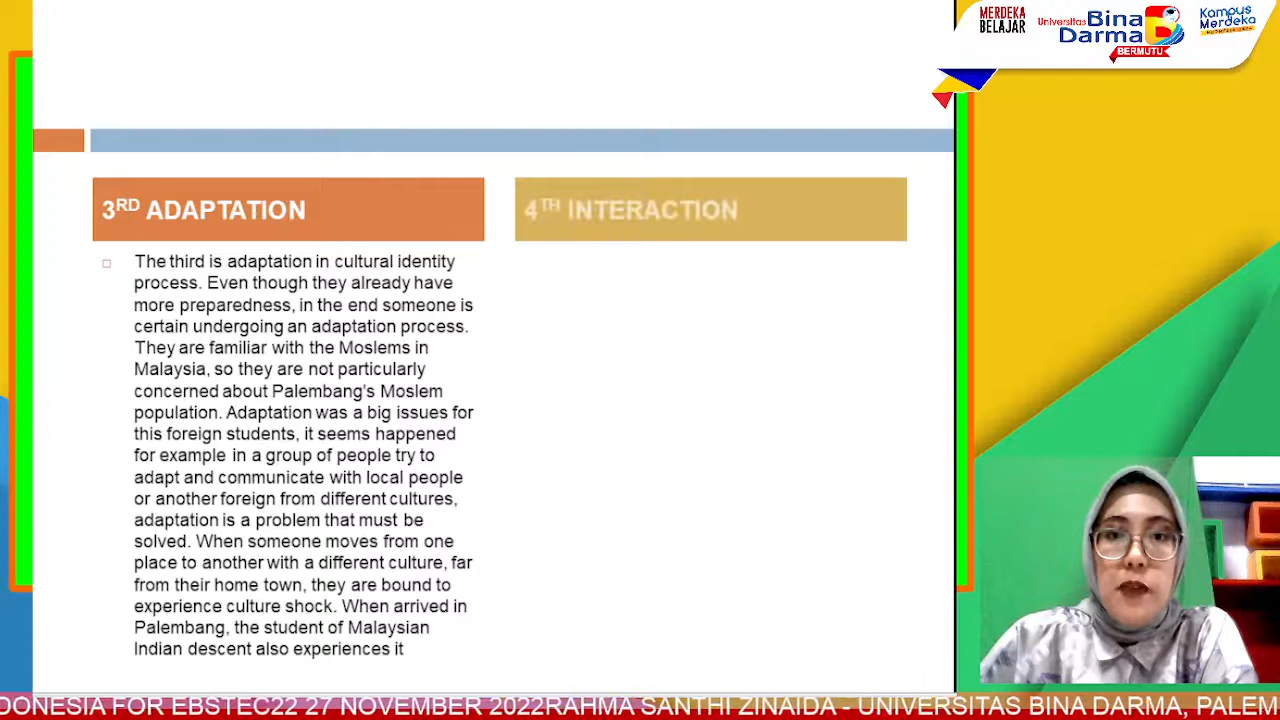 MERDEKA
BELAJAR
Universitas Bina
Darma
BERMUTU
Kampus
Merdeka
3RD ADAPTATION
The third is adaptation in cultural identity
process. Even though they already have
more preparedness, in the end someone is
certain undergoing an adaptation process.
They are familiar with the Moslems in
Malaysia, so they are not particularly
concerned about Palembang's Moslem
population. Adaptation was a big issues for
this foreign students, it seems happened
for example in a group of people try to
adapt and communicate with local people
or another foreign from different cultures,
adaptation is a problem that must be
solved. When someone moves from one
place to another with a different culture, far
from their home town, they are bound to
experience culture shock. When arrived in
Palembang, the student of Malaysian
Indian descent also experiences it
4TH INTERACTION
DONESIA FOR EBSTEC22 27 NOVEMBER 2022RAHMA SANTHI ZINAIDA - UNIVERSITAS BINA DARMA, PALEM